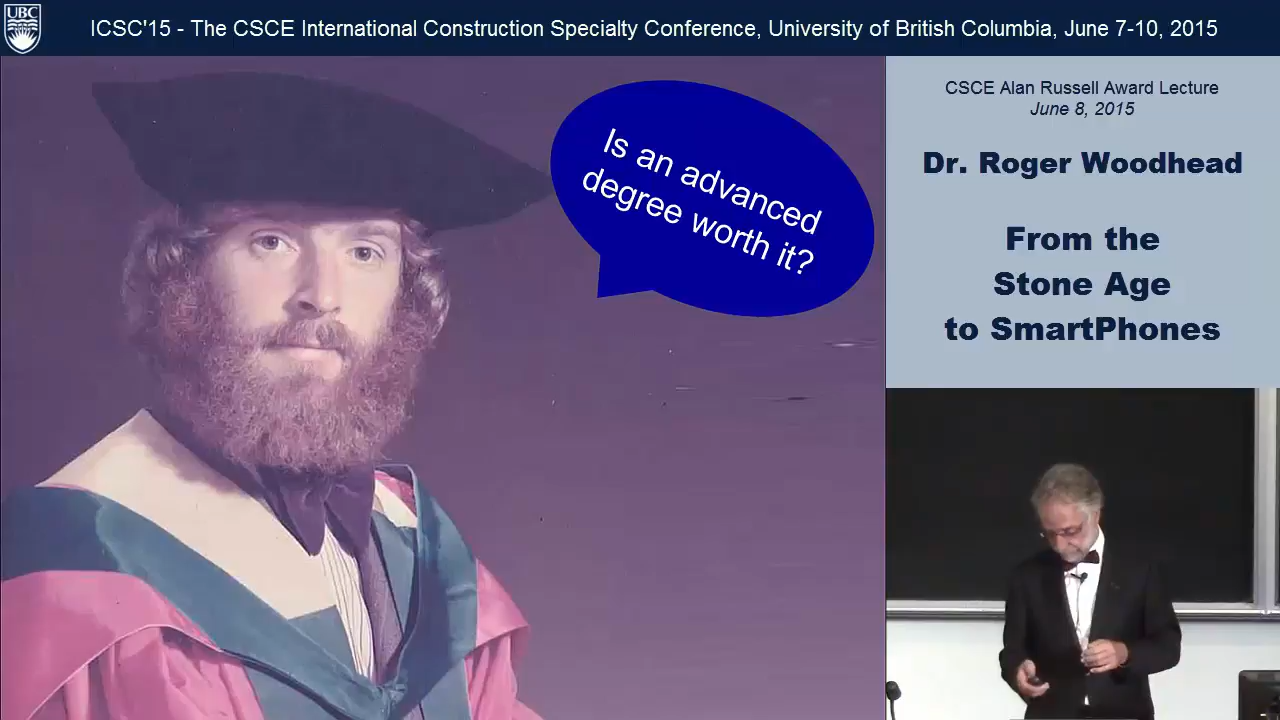 UBC
ICSC'15 - The CSCE International Construction Specialty Conference, University of British Columbia, June 7-10, 2015
Is an advanced
degree worth it?
CSCE Alan Russell Award Lecture
June 8, 2015
Dr. Roger Woodhead
From the
Stone Age
to SmartPhones